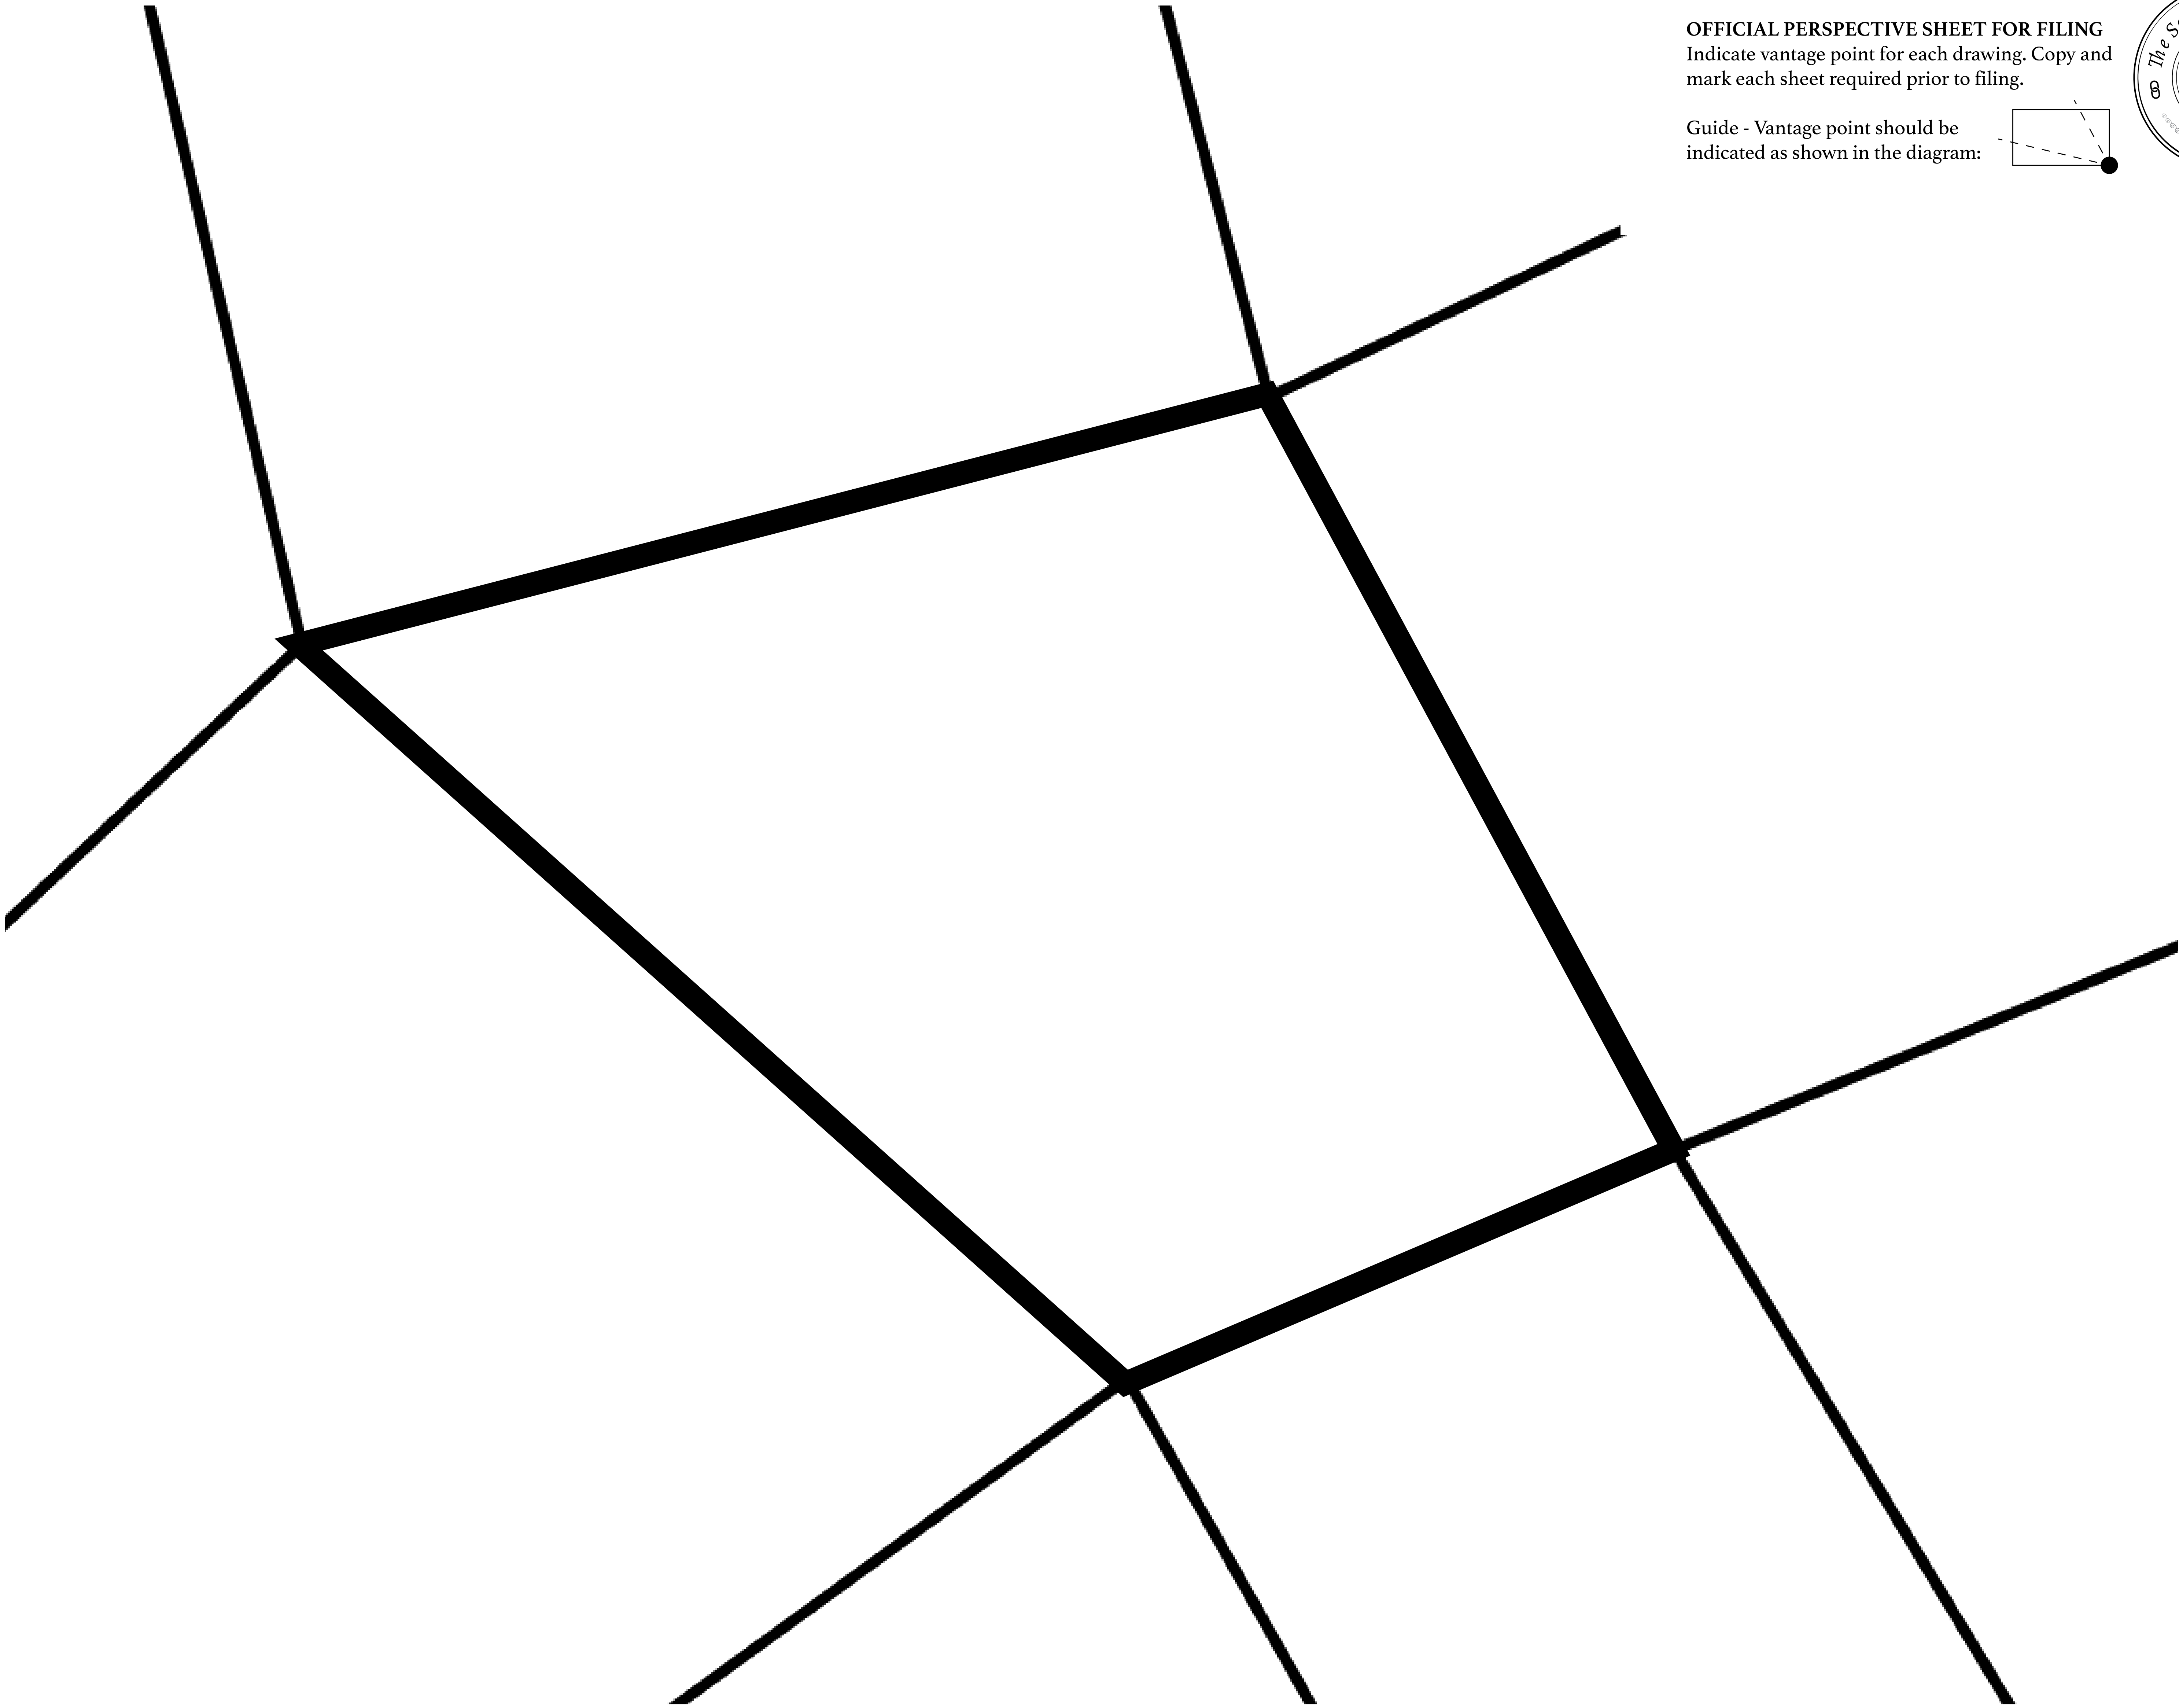 OFFICIAL PERSPECTIVE SHEET FOR FILING
Indicate vantage point for each drawing. Copy and
mark each sheet required prior to filing.
Guide - Vantage point should be
indicated as shown in the diagram:
The